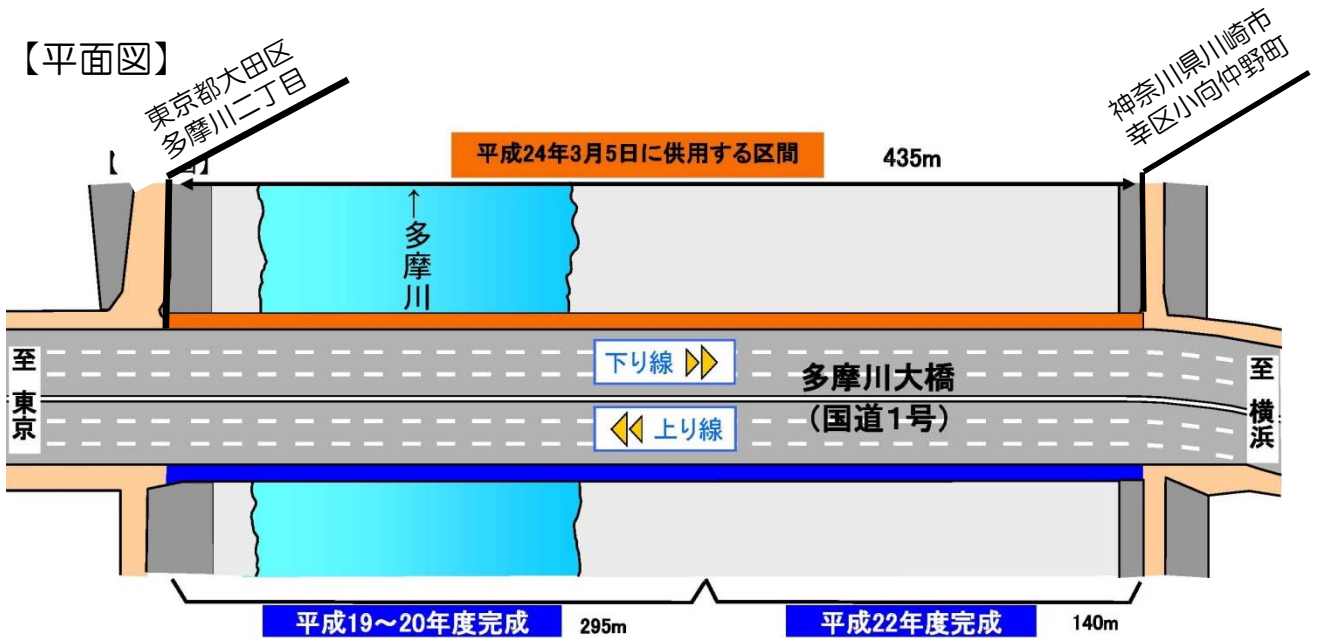 【平面図】
東京都大田区
多摩川二丁目
神奈川県川崎市
幸区小向仲野町
平成24年3月5日に供用する区間
435m
【 図】
↑多摩川
至 東京
下り線
多摩川大橋
(国道1号)
上り線
至 横浜
平成19～20年度完成
295m
平成22年度完成
140m